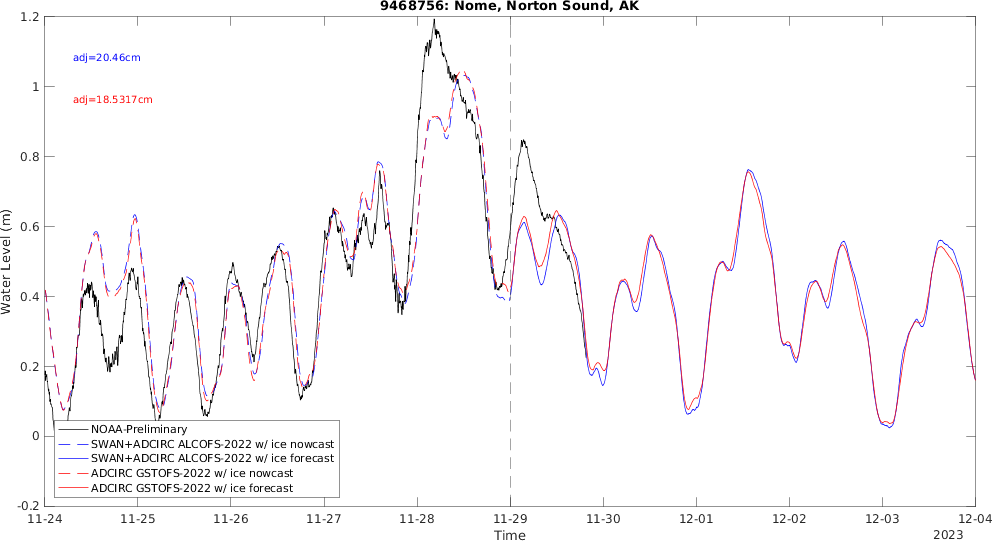 9468756: Nome, Norton Sound, AK
1.2
1
0.8
0.6
0.4
0.2
0
-0.2
Water Level (m)
adj=20.46cm
adj=18.5317cm
NOAA-Preliminary
SWAN+ADCIRC ALCOFS-2022 w/ ice nowcast
SWAN+ADCIRC ALCOFS-2022 w/ ice forecast
ADCIRC GSTOFS-2022 w/ ice nowcast
ADCIRC GSTOFS-2022 w/ ice forecast
11-24 11-25 11-26 11-27 11-28 11-29 11-30 12-01 12-02 12-03 12-04
Time
2023